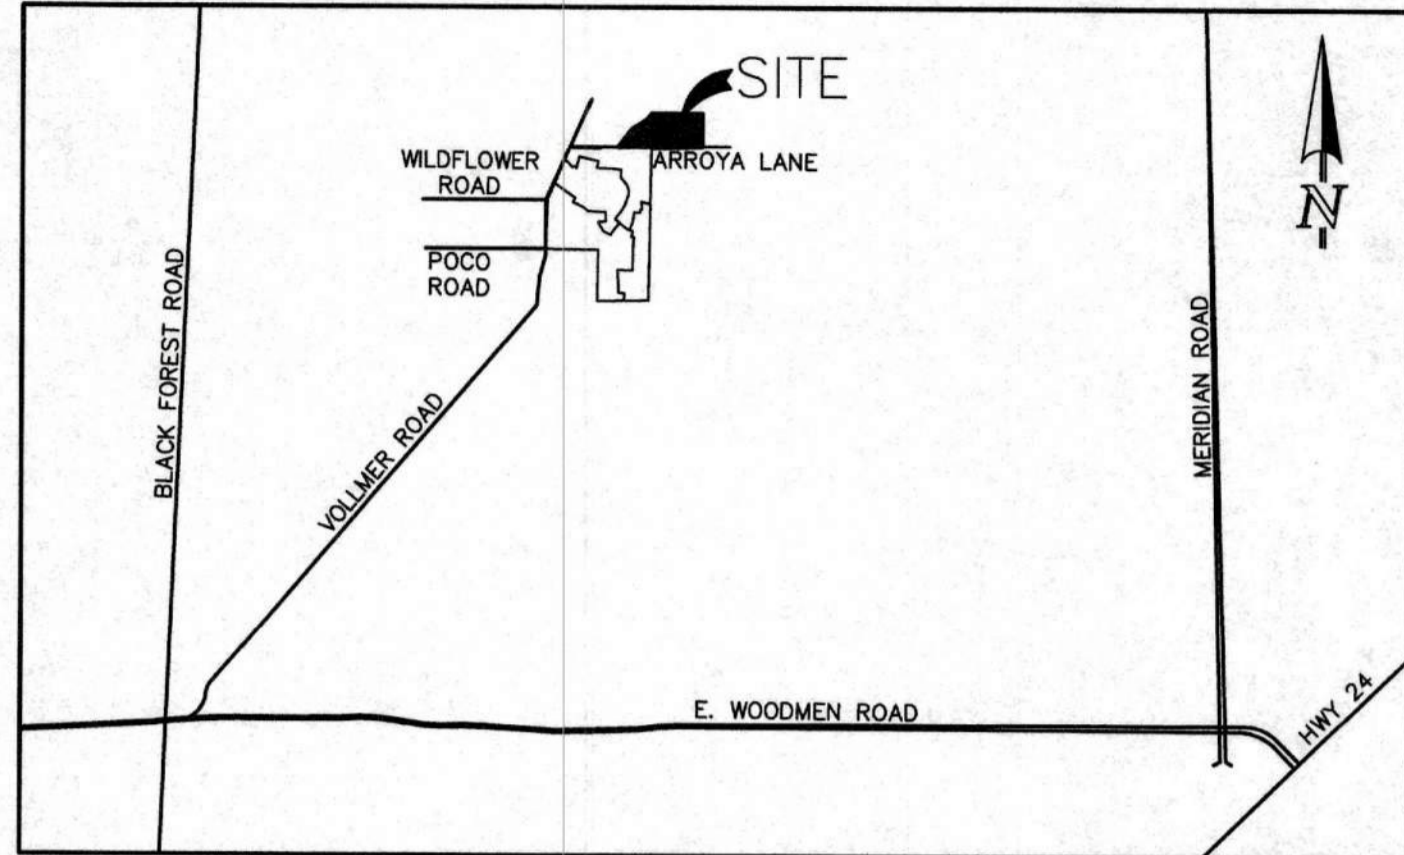 SITE
WILDFLOWER
ROAD
ARROYA LANE
N
POCO
ROAD
BLACK FOREST ROAD
VOLLMER ROAD
MERIDIAN ROAD
E. WOODMEN ROAD
HWY 24